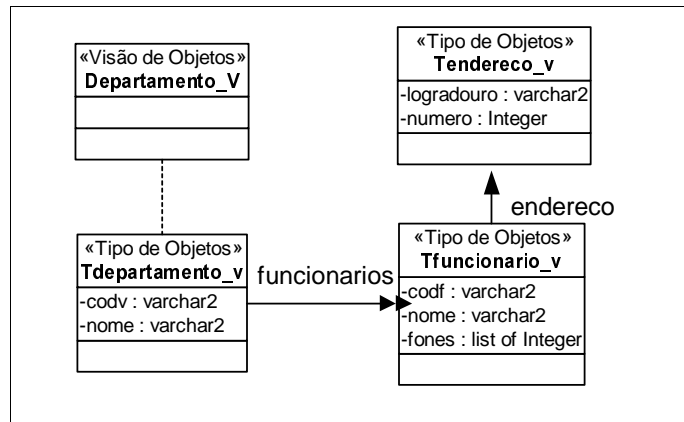 «Visão de Objetos»
Departamento_V
«Tipo de Objetos»
Tendereco_v
-logradouro : varchar2
-numero : Integer
endereco
«Tipo de Objetos»
Tdepartamento_v
-codv : varchar2
-nome : varchar2
funcionarios
«Tipo de Objetos»
Tfuncionario_v
-codf : varchar2
-nome : varchar2
-fones : list of Integer